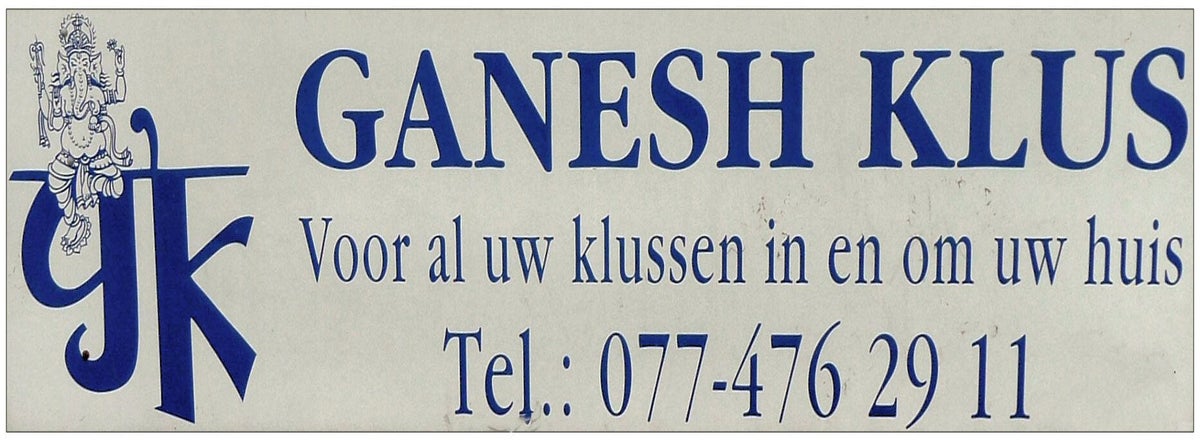 GANESH KLUS
Voor al uw klussen in en om uw huis
Tel.: 077-476 29 11